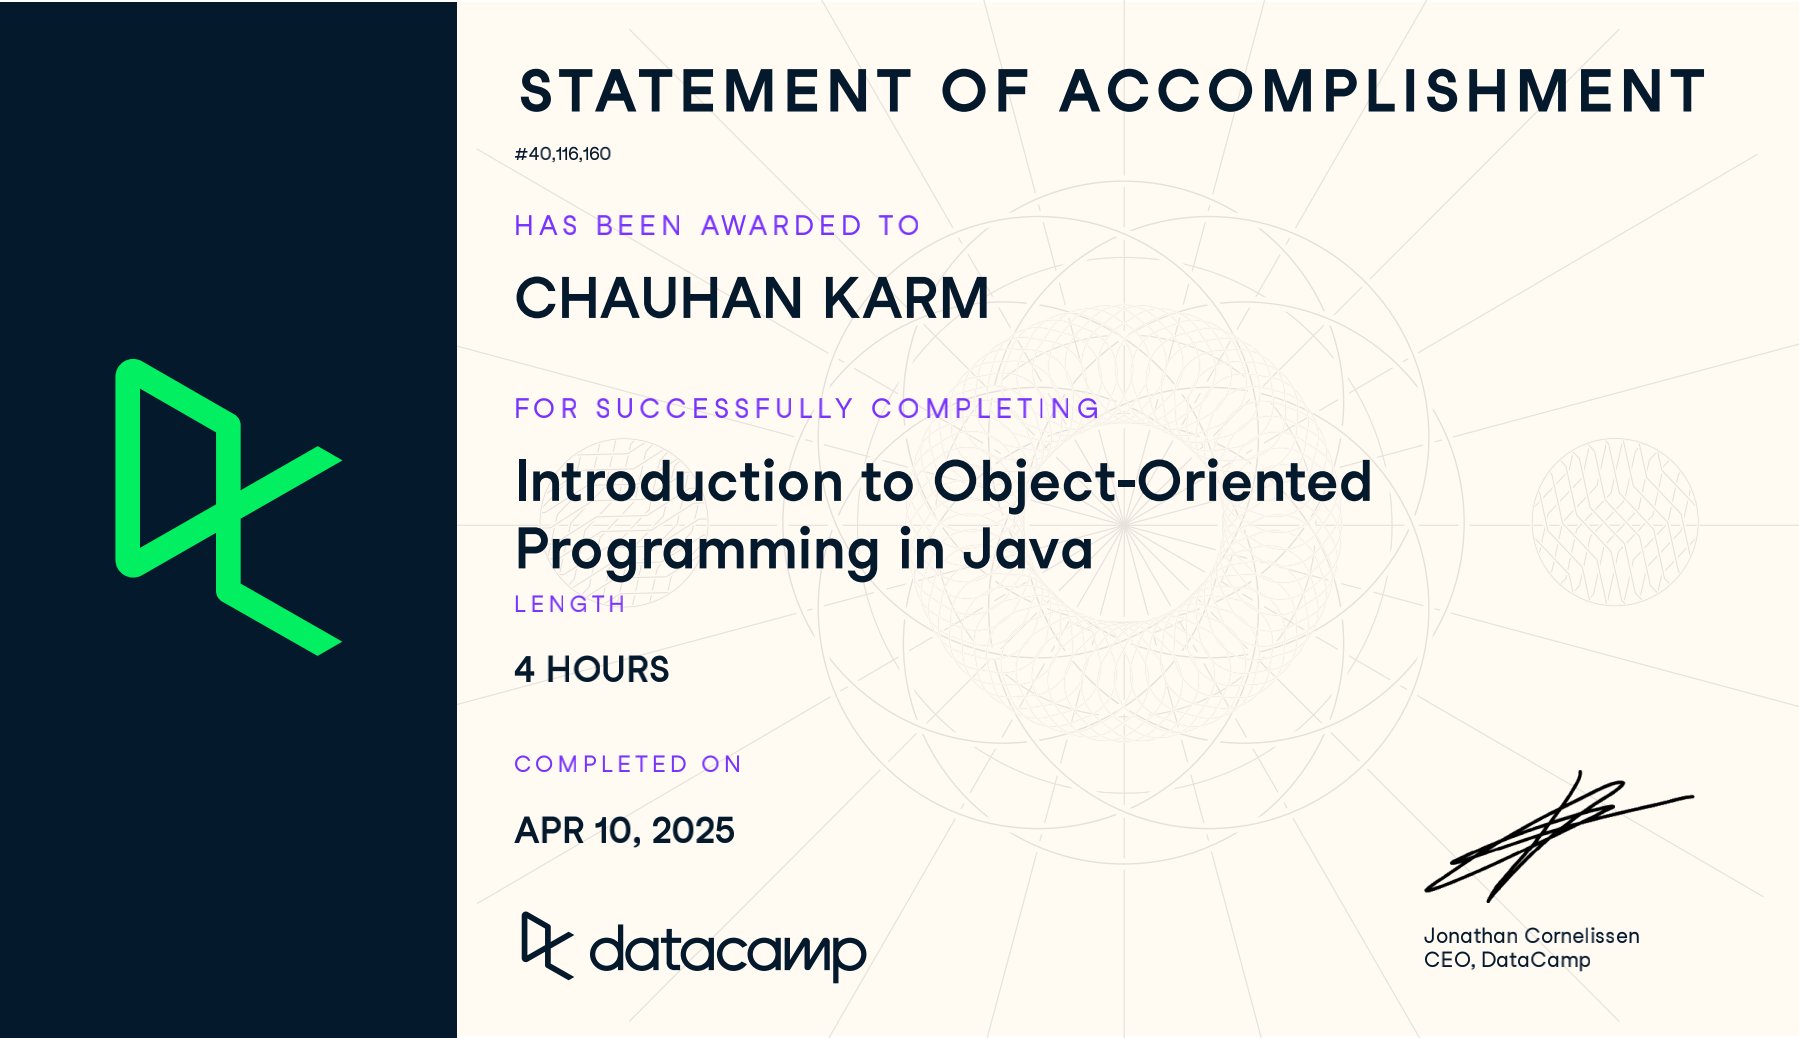 STATEMENT OF ACCOMPLISHMENT
#40,116,160
HAS BEEN AWARDED TO
CHAUHAN KARM
FOR SUCCESSFULLY COMPLETING
Introduction to Object-Oriented
Programming in Java
LENGTH
4 HOURS
COMPLETED ON
APR 10, 2025
datacamp
Jonathan Cornelissen
CEO, DataCamp